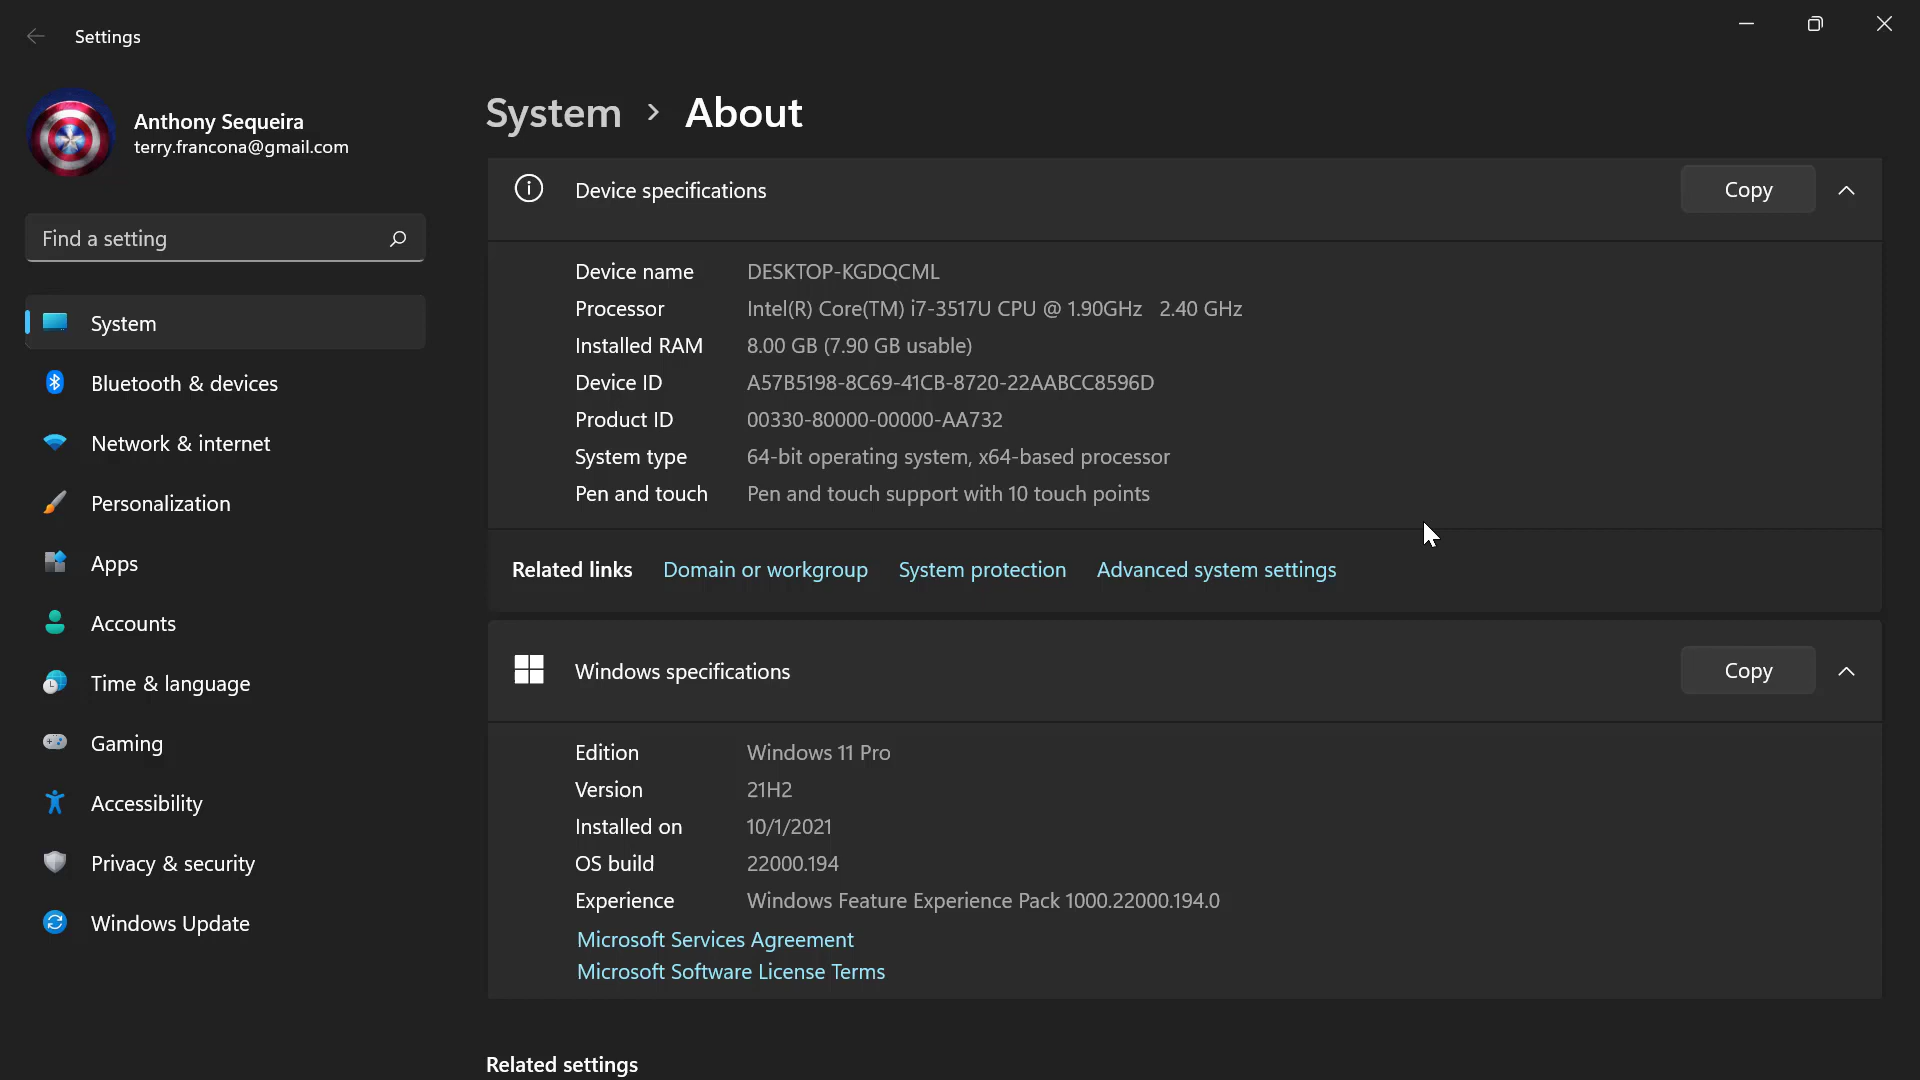 Settings
Anthony Sequeira
terry.francona@gmail.com
Find a setting
System
Bluetooth & devices
Network & internet
Personalization
Apps
Accounts
Time & language
Gaming
Accessibility
Privacy & security
Windows Update
System > About
Device specifications Copy
Device name DESKTOP-KGDQCML
Processor Intel(R) Core(TM) i7-3517U CPU @ 1.90GHz 2.40 GHz
Installed RAM 8.00 GB (7.90 GB usable)
Device ID A57B5198-8C69-41CB-8720-22AABCC8596D
Product ID 00330-80000-00000-AA732
System type 64-bit operating system, x64-based processor
Pen and touch Pen and touch support with 10 touch points
Related links Domain or workgroup System protection Advanced system settings
Windows specifications Copy
Edition Windows 11 Pro
Version 21H2
Installed on 10/1/2021
OS build 22000.194
Experience Windows Feature Experience Pack 1000.22000.194.0
Microsoft Services Agreement
Microsoft Software License Terms
Related settings